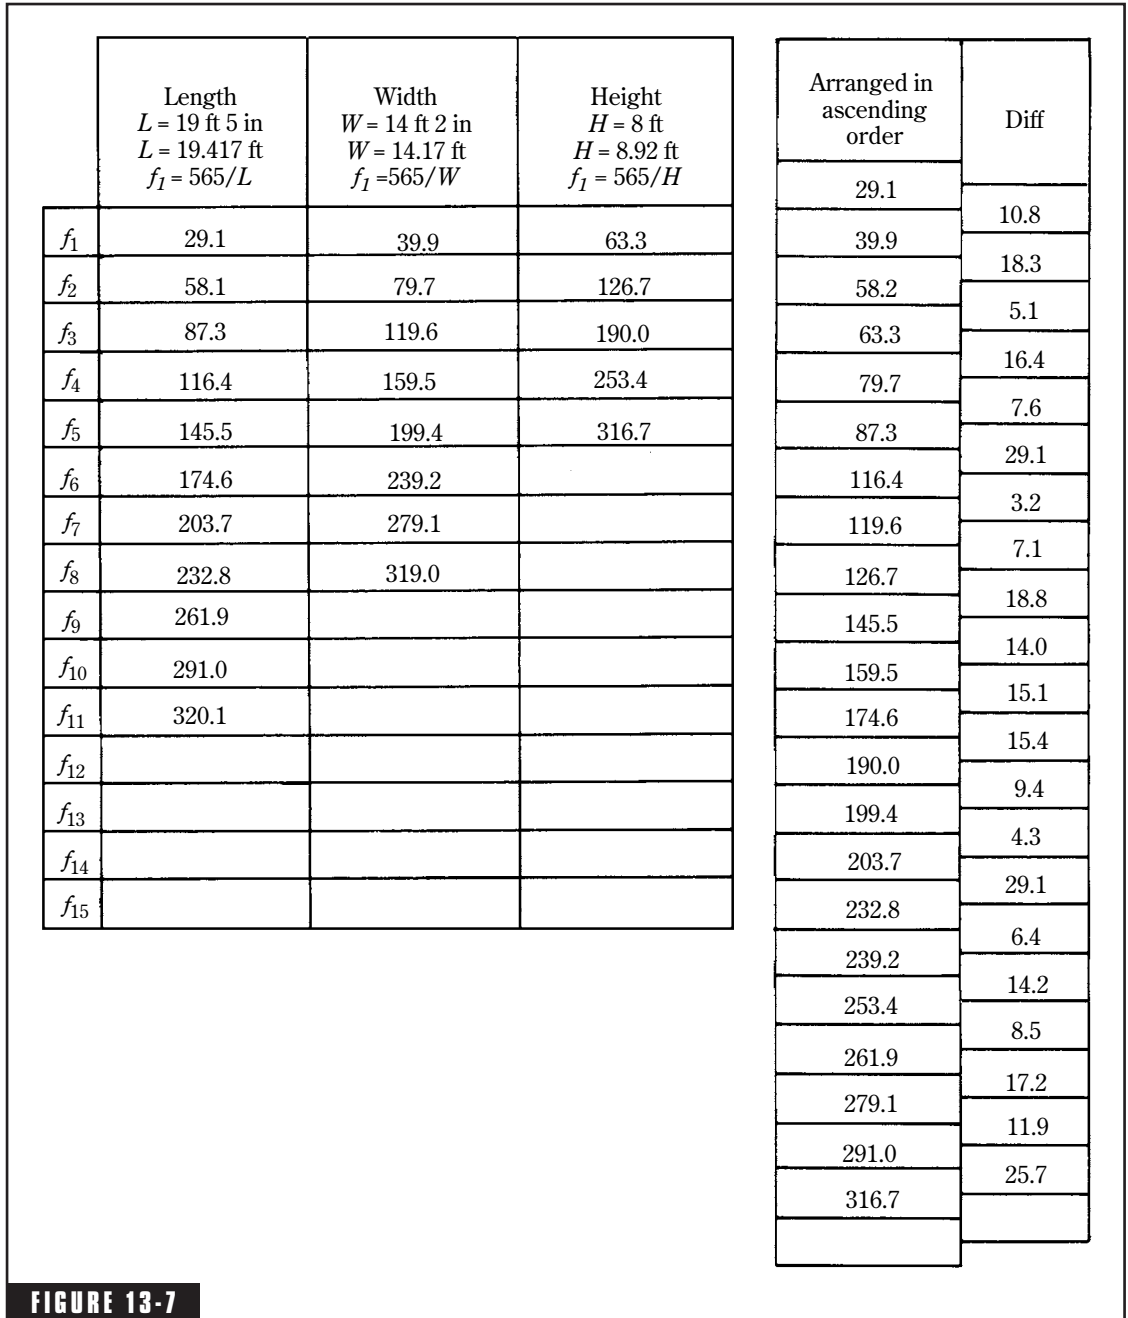 Length
L = 19 ft 5 in
L = 19.417 ft
f1 = 565/L
Width
W = 14 ft 2 in
W = 14.17 ft
f1 =565/W
Height
H = 8 ft
H = 8.92 ft
f1 = 565/H
f1 29.1 39.9 63.3
f2 58.1 79.7 126.7
f3 87.3 119.6 190.0
f4 116.4 159.5 253.4
f5 145.5 199.4 316.7
f6 174.6 239.2
f7 203.7 279.1
f8 232.8 319.0
f9 261.9
f10 291.0
f11 320.1
f12
f13
f14
f15
Arranged in
ascending
order
Diff
29.1
10.8
39.9
18.3
58.2
5.1
63.3
16.4
79.7
7.6
87.3
29.1
116.4
3.2
119.6
7.1
126.7
18.8
145.5
14.0
159.5
15.1
174.6
15.4
190.0
9.4
199.4
4.3
203.7
29.1
232.8
6.4
239.2
14.2
253.4
8.5
261.9
17.2
279.1
11.9
291.0
25.7
316.7
FIGURE 13-7